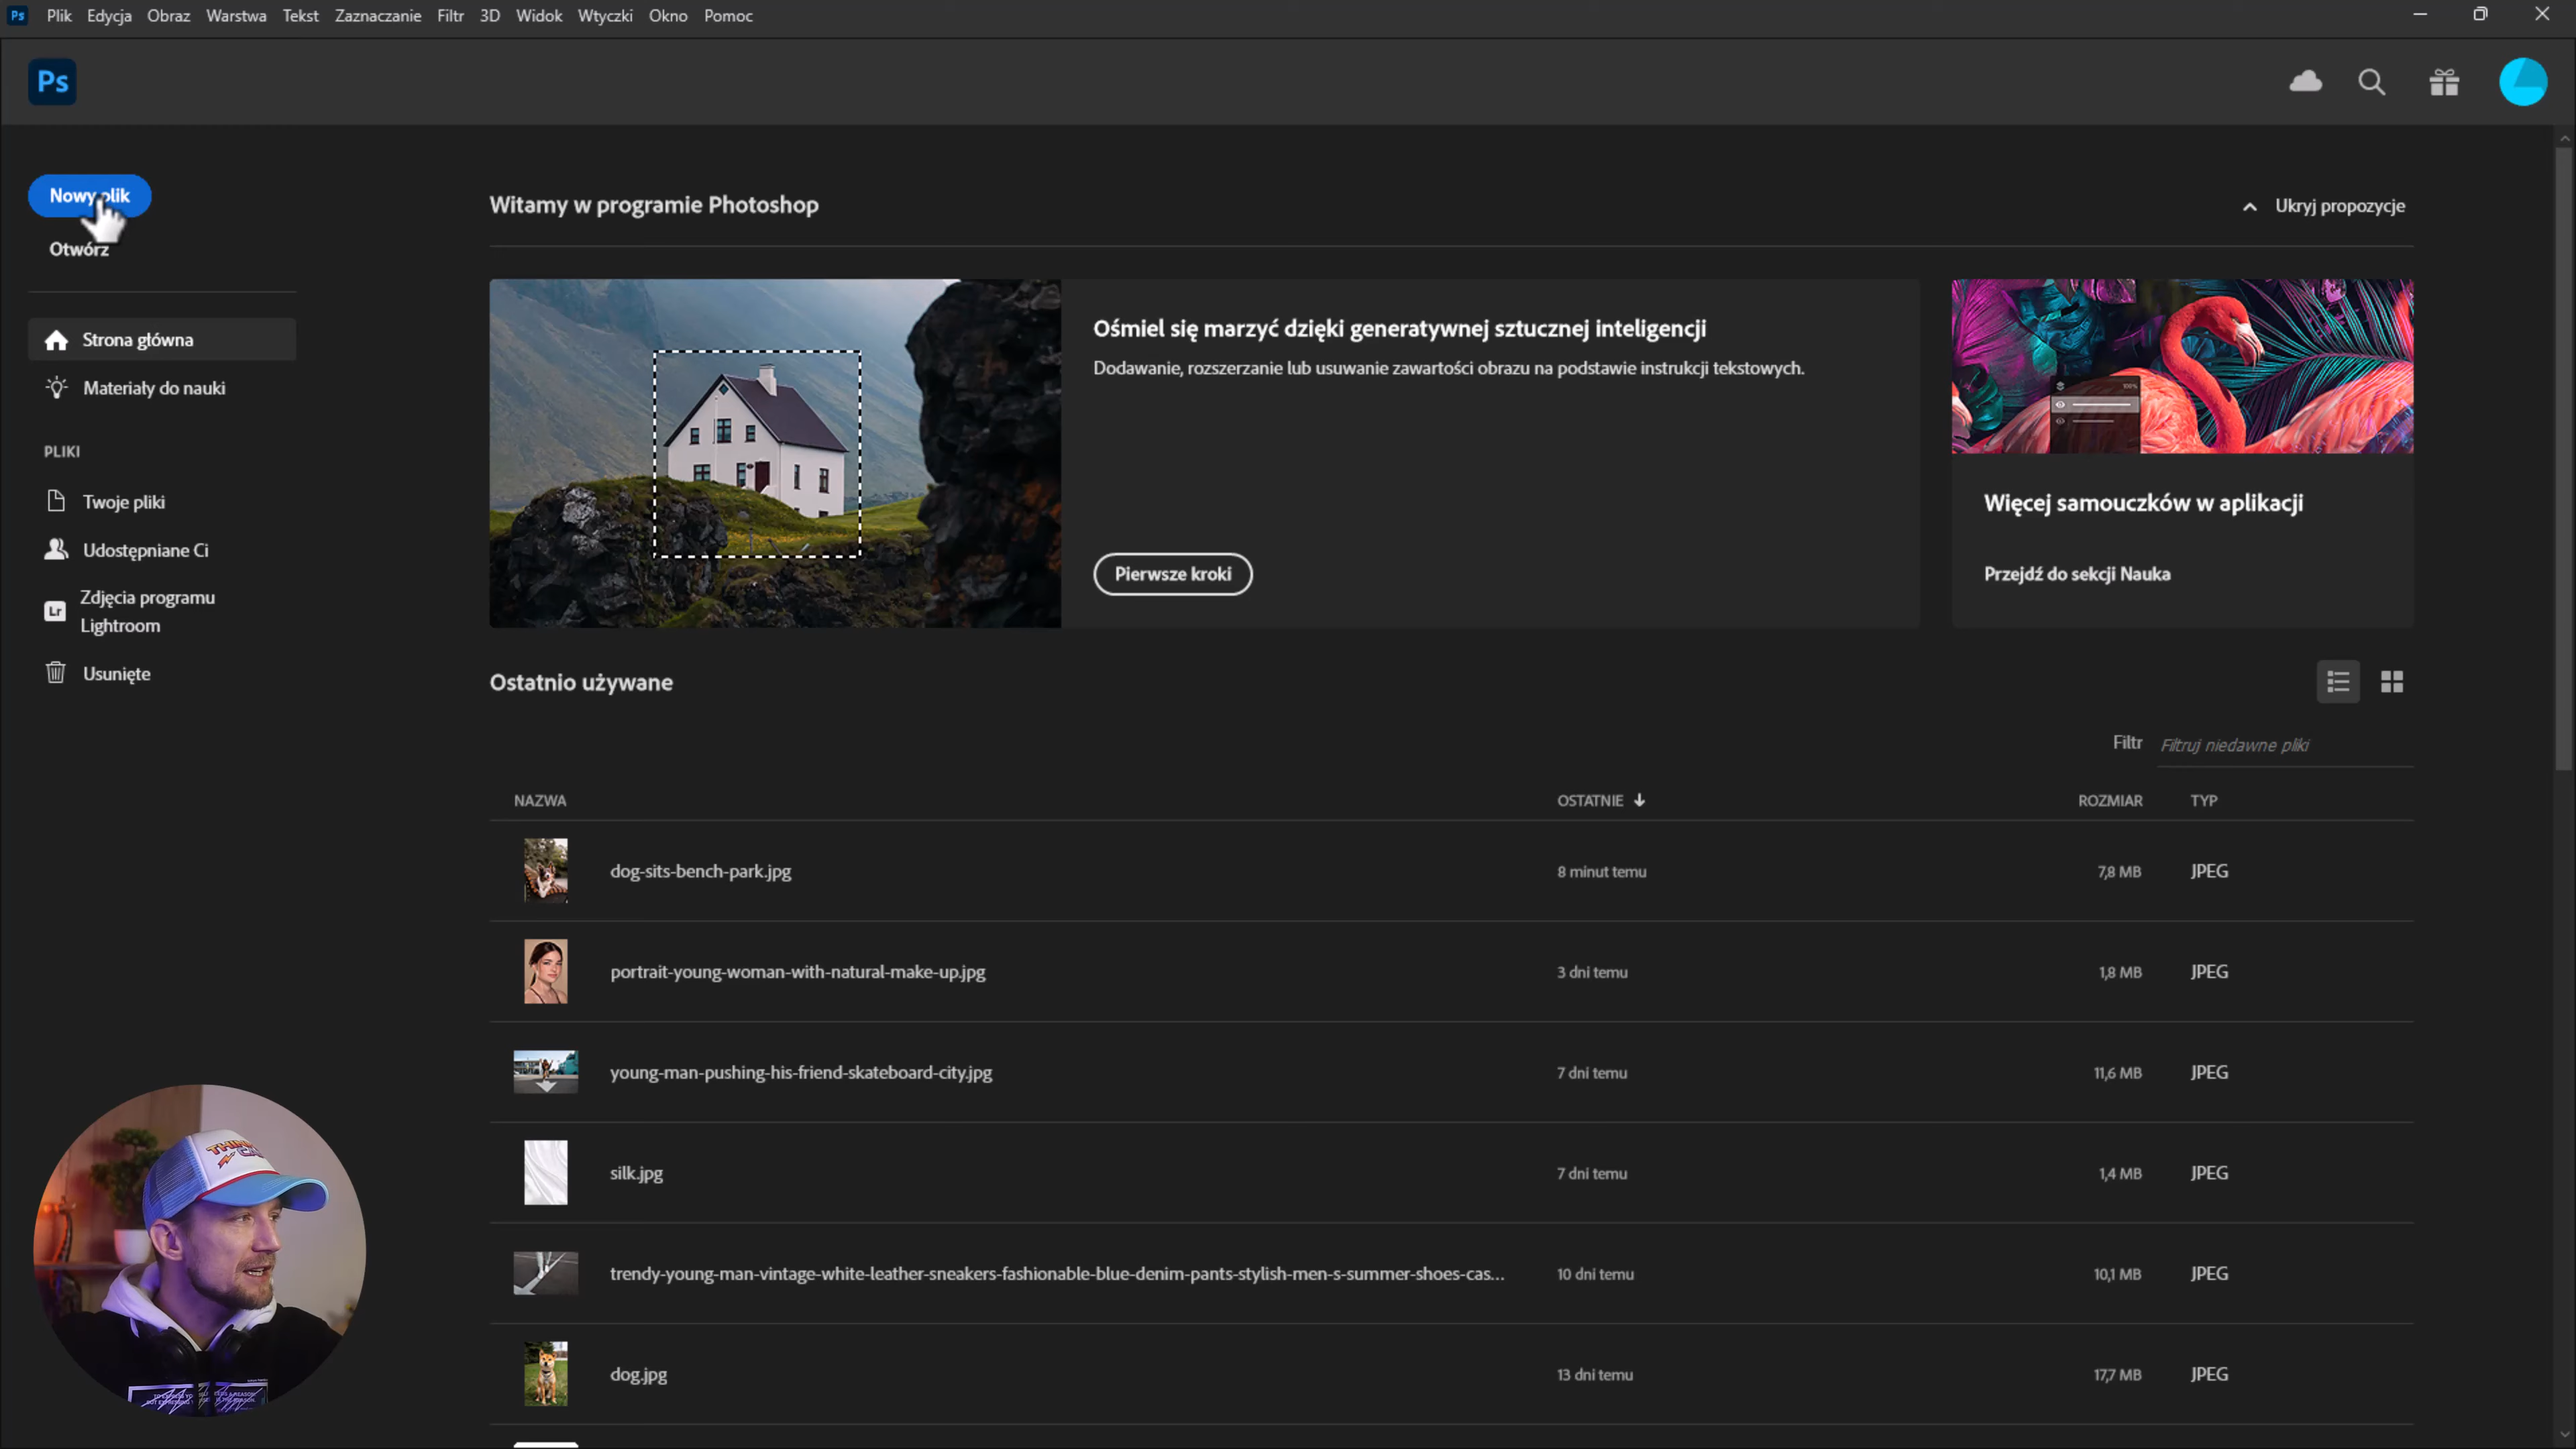 Ps Plik Edycja Obraz Warstwa Tekst Zaznaczanie Filtr 3D Widok Wtyczki Okno Pomoc
Ps
Nowy plik
Otwórz
Strona główna
Materiały do nauki
PLIKI
Twoje pliki
Udostępniane Ci
Lr Zdjęcia programu
Lightroom
Usunięte
Witamy w programie Photoshop
Ukryj propozycje
Ośmiel się marzyć dzięki generatywnej sztucznej inteligencji
Dodawanie, rozszerzanie lub usuwanie zawartości obrazu na podstawie instrukcji tekstowych.
Pierwsze kroki
100%
Więcej samouczków w aplikacji
Przejdź do sekcji Nauka
Ostatnio używane
Filtr Filtruj niedawne pliki
NAZWA OSTATNIE ROZMIAR TYP
dog-sits-bench-park.jpg 8 minut temu 7,8 MB JPEG
portrait-young-woman-with-natural-make-up.jpg 3 dni temu 1,8 MB JPEG
young-man-pushing-his-friend-skateboard-city.jpg 7 dni temu 11,6 MB JPEG
silk.jpg 7 dni temu 1,4 MB JPEG
trendy-young-man-vintage-white-leather-sneakers-fashionable-blue-denim-pants-stylish-men-s-summer-shoes-cas... 10 dni temu 10,1 MB JPEG
dog.jpg 13 dni temu 17,7 MB JPEG